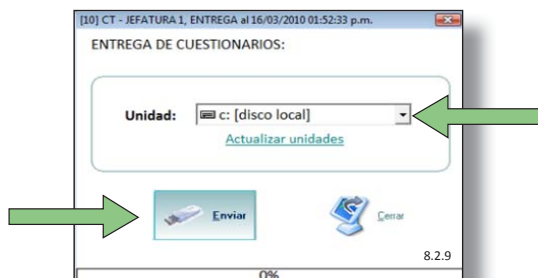 [10] CT - JEFATURA 1, ENTREGA al 16/03/2010 01:52:33 p.m.
ENTREGA DE CUESTIONARIOS:
Unidad: c: [disco local]
Actualizar unidades
Enviar Cerrar
8.2.9
0%